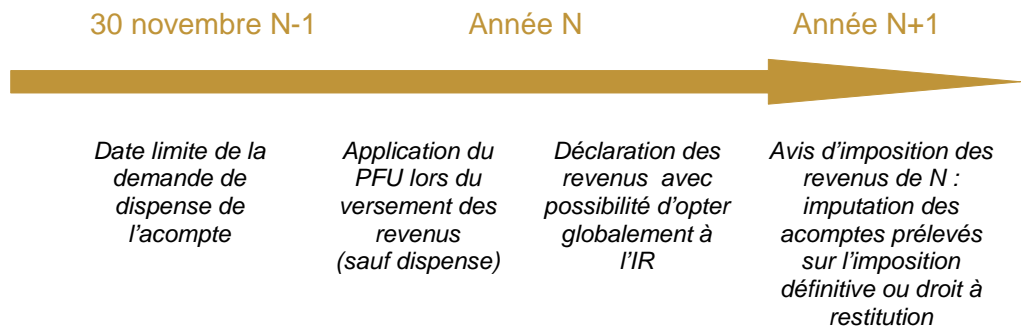 30 novembre N-1
Année N
Année N+1
Date limite de la
demande de
dispense de
l’acompte
Application du
PFU lors du
versement des
revenus
(sauf dispense)
Déclaration des
revenus avec
possibilité d’opter
globalement à
l’IR
Avis d’imposition des
revenus de N :
imputation des
acomptes prélevés
sur l’imposition
définitive ou droit à
restitution